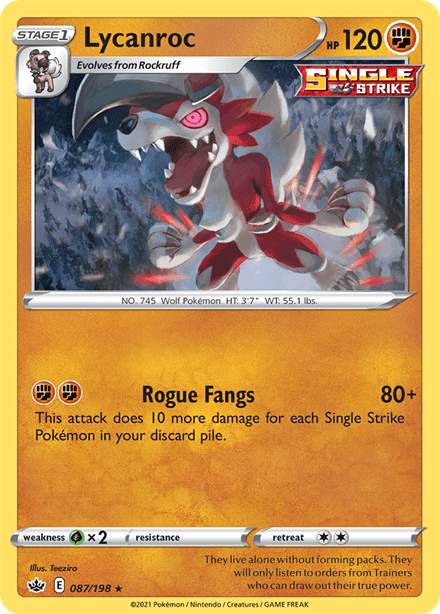 STAGE 1
Lycanroc
HP 120
Evolves from Rockruff
SINGLE
STRIKE
NO. 745 Wolf Pokémon HT: 3'7" WT: 55.1 lbs.
Rogue Fangs 80+
This attack does 10 more damage for each Single Strike
Pokémon in your discard pile.
weakness ×2 resistance retreat
Illus. Teeziro
They live alone without forming packs. They
will only listen to orders from Trainers
who can draw out their true power.
E 087/198 ★
©2021 Pokémon / Nintendo / Creatures / GAME FREAK